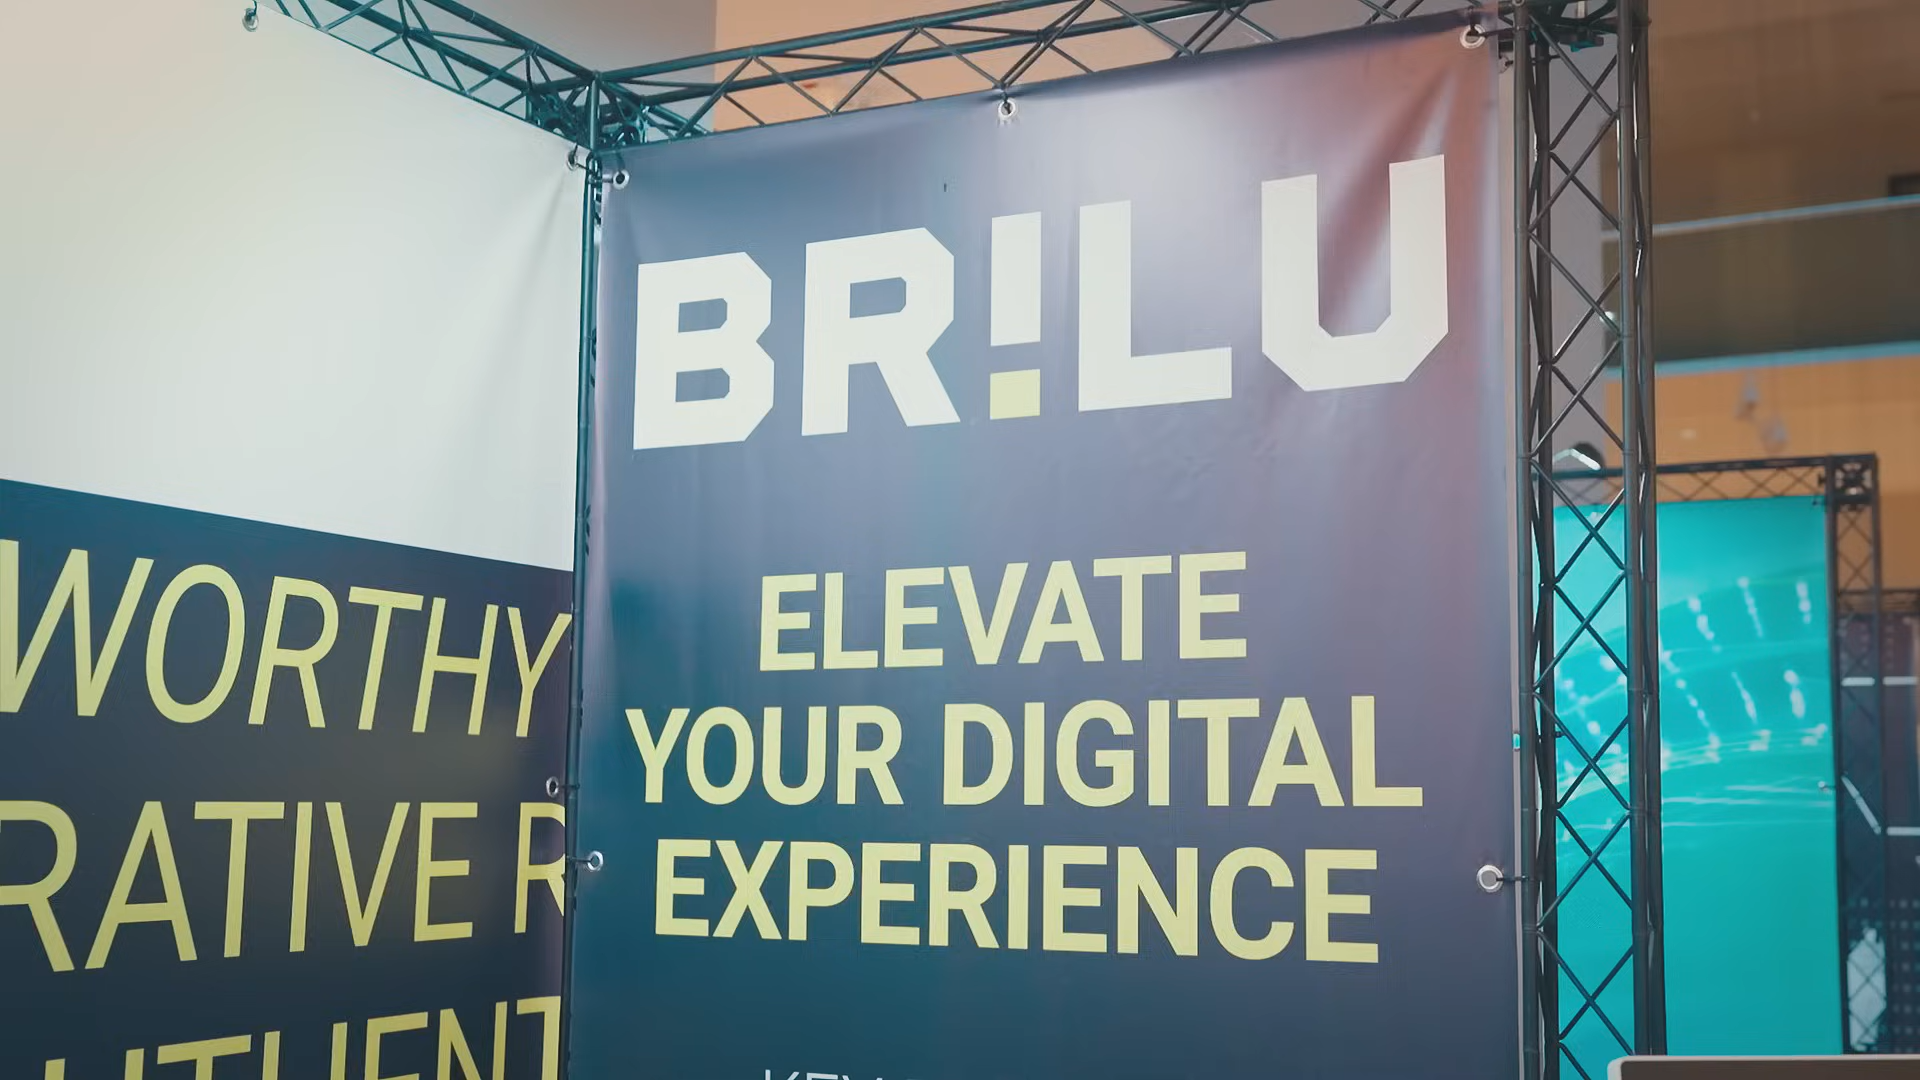 WORTHY
RATIVE R
BR!LU
ELEVATE
YOUR DIGITAL
EXPERIENCE